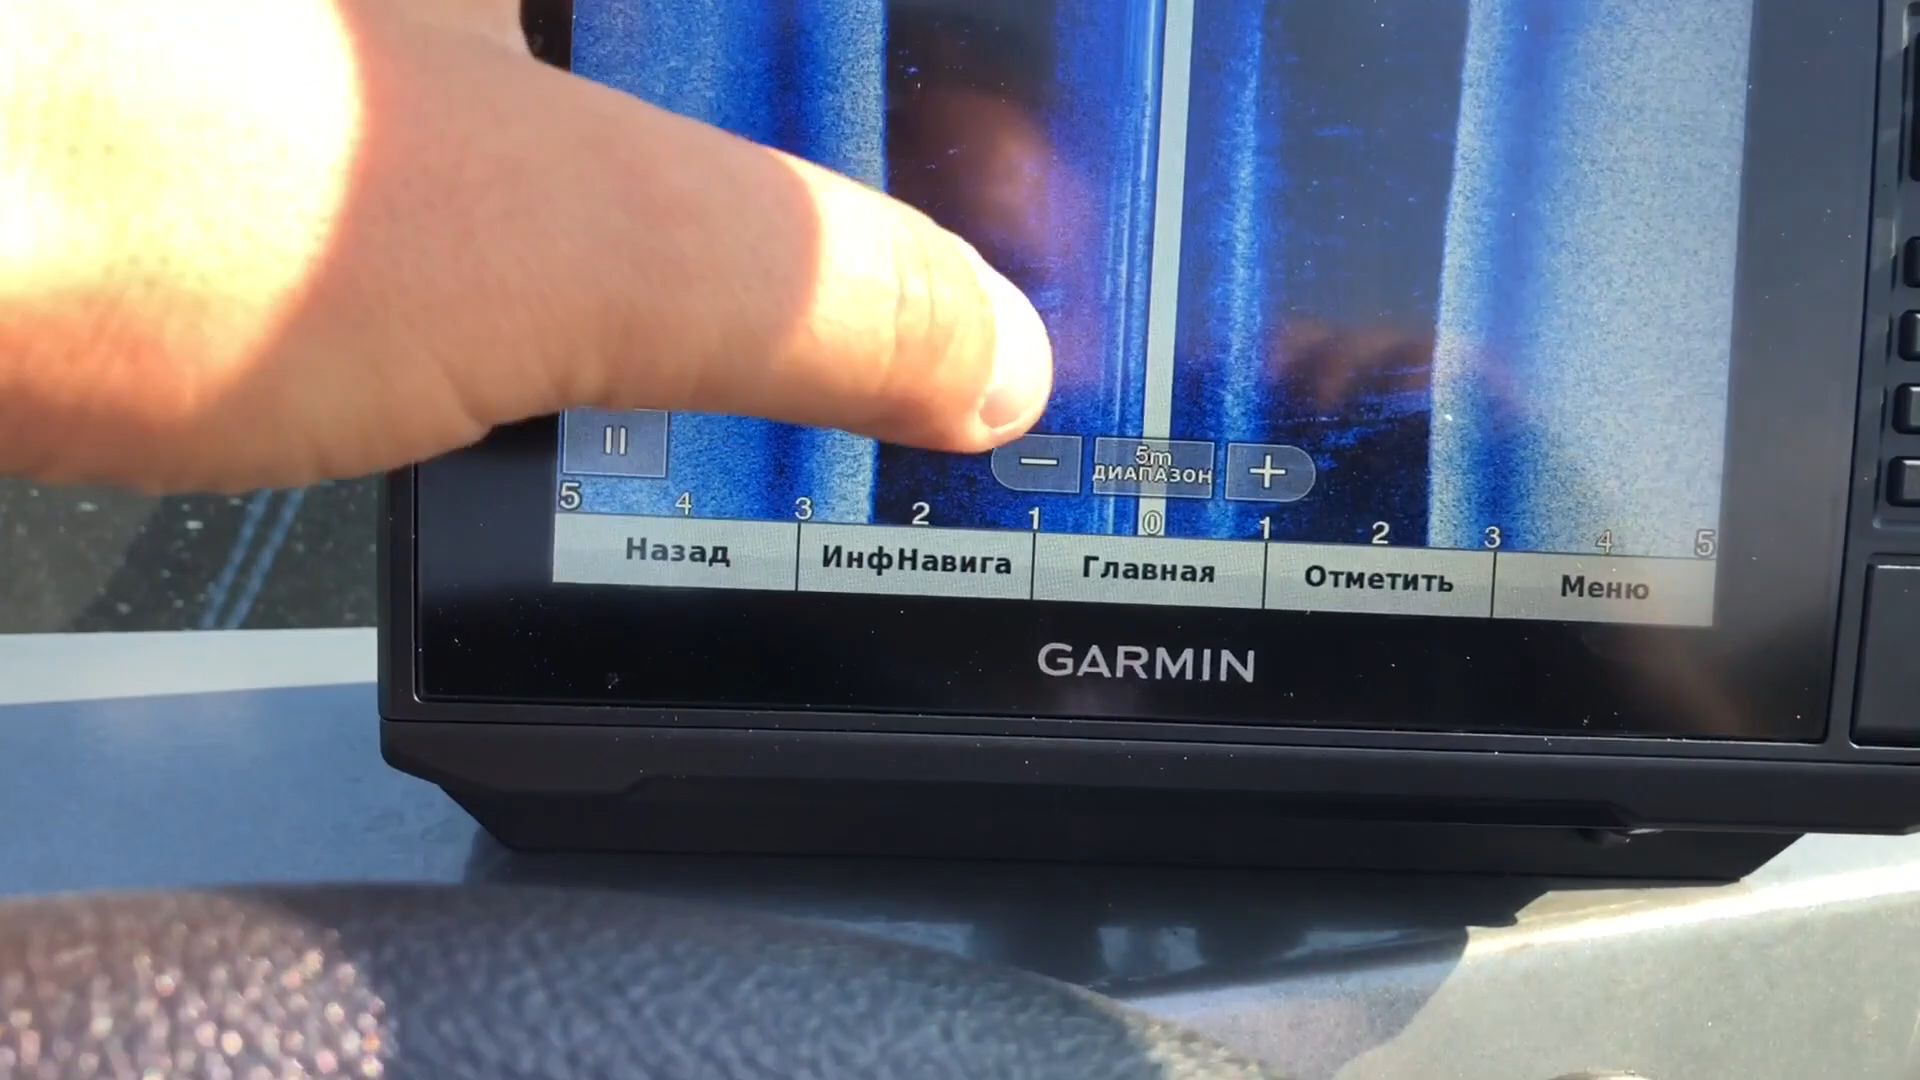 5m
ДИАПАЗОН
5 4 3 2 1 0 1 2 3 4 5
Назад ИнфНавига Главная Отметить Меню
GARMIN